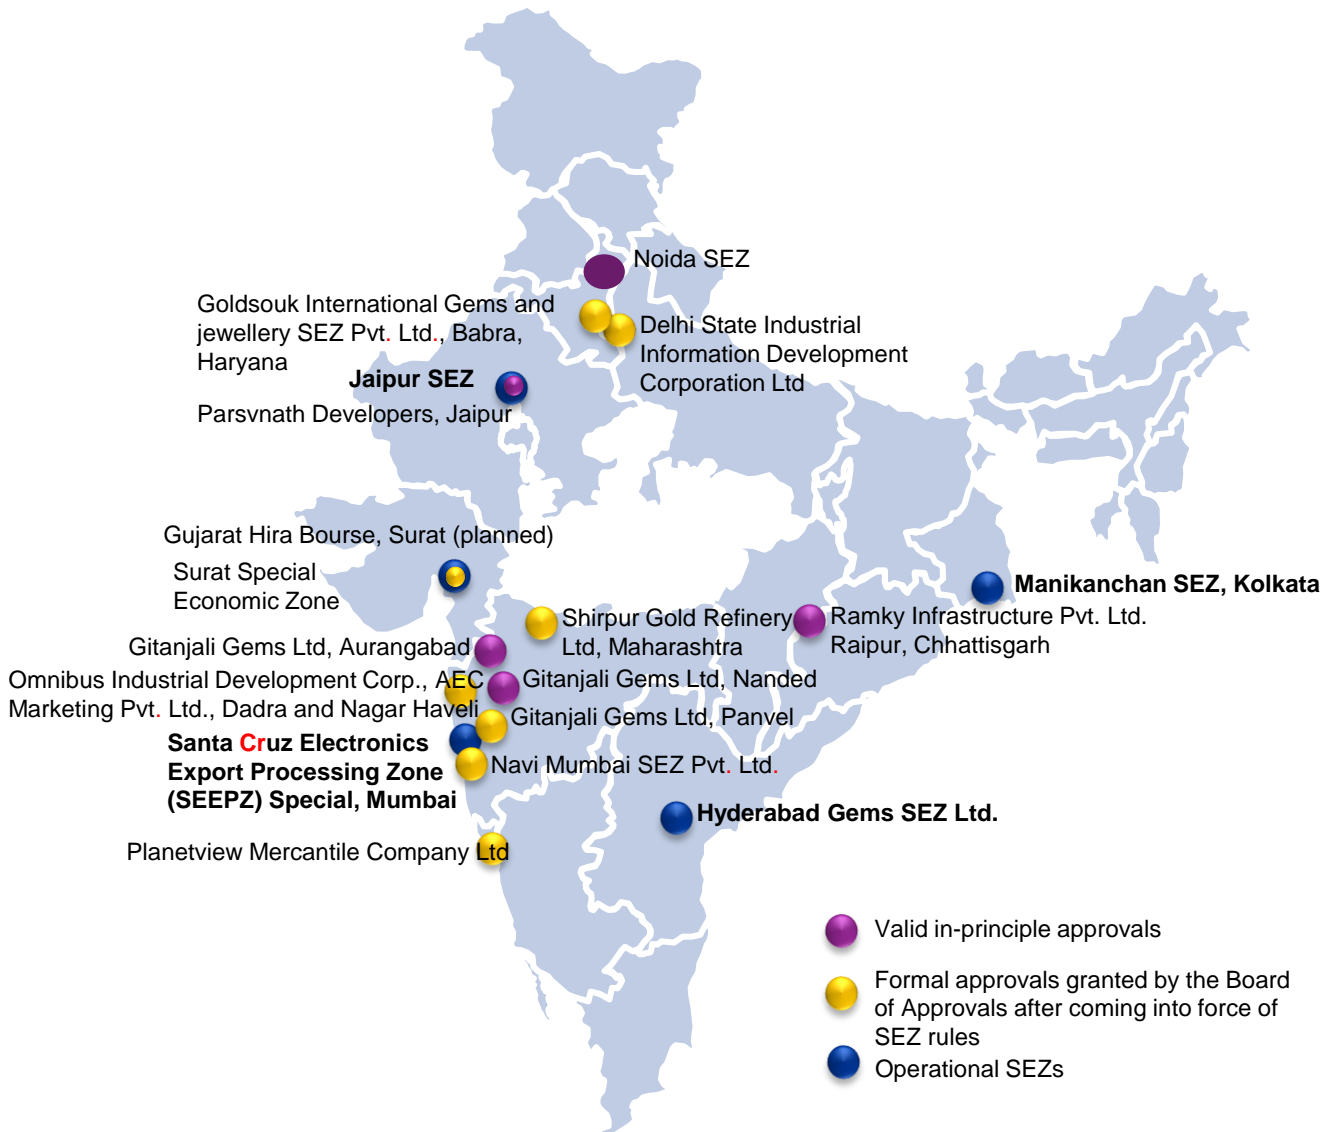 Noida SEZ
Goldsouk International Gems and
jewellery SEZ Pvt. Ltd., Babra,
Haryana
Delhi State Industrial
Information Development
Corporation Ltd
Jaipur SEZ
Parsvnath Developers, Jaipur
Gujarat Hira Bourse, Surat (planned)
Surat Special
Economic Zone
Manikanchan SEZ, Kolkata
Shirpur Gold Refinery
Ltd, Maharashtra
Ramky Infrastructure Pvt. Ltd.
Raipur, Chhattisgarh
Gitanjali Gems Ltd, Aurangabad
Omnibus Industrial Development Corp., AEC
Marketing Pvt. Ltd., Dadra and Nagar Haveli
Gitanjali Gems Ltd, Nanded
Gitanjali Gems Ltd, Panvel
Santa Cruz Electronics
Export Processing Zone
(SEEPZ) Special, Mumbai
Navi Mumbai SEZ Pvt. Ltd.
Hyderabad Gems SEZ Ltd.
Planetview Mercantile Company Ltd
Valid in-principle approvals
Formal approvals granted by the Board
of Approvals after coming into force of
SEZ rules
Operational SEZs